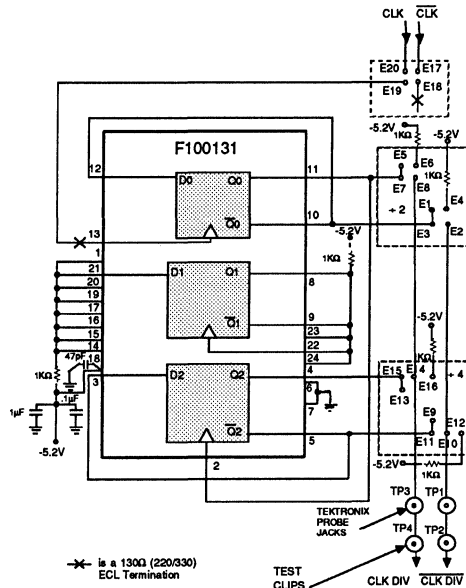 CLK CLK
E20 E17
E19 E18
-5.2V
1KΩ
-5.2V
F100131
12
D0 Q0
11
E5 E6
E7 E8
1KΩ
÷ 2
E1 E4
E3 E2
10
Q0
13
1
-5.2V
1KΩ
21
D1 Q1
20
8
19
17
16
15
14
Q1
9
23
22
24
-5.2V
1KΩ
47pF
18
3
1KΩ
D2 Q2
4
6
7
E15 E 4 E16
÷ 4
E13
1µF
.1µF
-5.2V
Q2
5
2
E9 E12
E11 E10
-5.2V
1KΩ
TP3 TP1
TEKTRONIX
PROBE
JACKS
TP4 TP2
is a 130Ω (220/330)
ECL Termination
TEST
CLIPS
CLK DIV CLK DIV